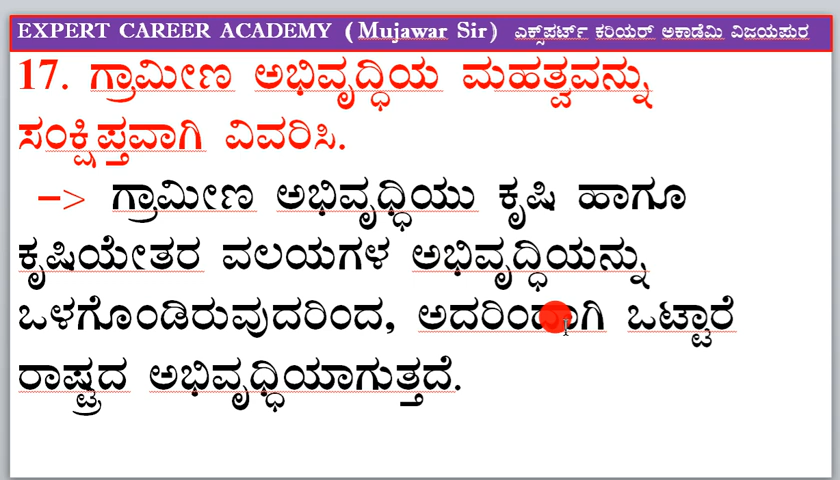 EXPERT CAREER ACADEMY (Mujawar Sir) ಎಕ್ಸ್‌ಪರ್ಟ್ ಕರಿಯರ್ ಅಕಾಡೆಮಿ ವಿಜಯಪುರ
17. ಗ್ರಾಮೀಣ ಅಭಿವೃದ್ಧಿಯ ಮಹತ್ವವನ್ನು
ಸಂಕ್ಷಿಪ್ತವಾಗಿ ವಿವರಿಸಿ.
–> ಗ್ರಾಮೀಣ ಅಭಿವೃದ್ಧಿಯು ಕೃಷಿ ಹಾಗೂ
ಕೃಷಿಯೇತರ ವಲಯಗಳ ಅಭಿವೃದ್ಧಿಯನ್ನು
ಒಳಗೊಂಡಿರುವುದರಿಂದ, ಅದರಿಂದಾಗಿ ಒಟ್ಟಾರೆ
ರಾಷ್ಟ್ರದ ಅಭಿವೃದ್ಧಿಯಾಗುತ್ತದೆ.